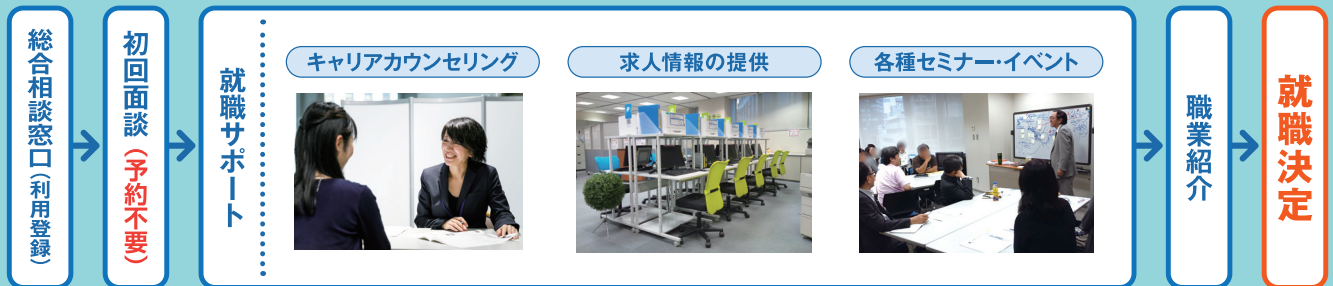 総合相談窓口(利用登録)
初回面談(予約不要)
就職サポート
キャリアカウンセリング
求人情報の提供
各種セミナー・イベント
職業紹介
就職決定